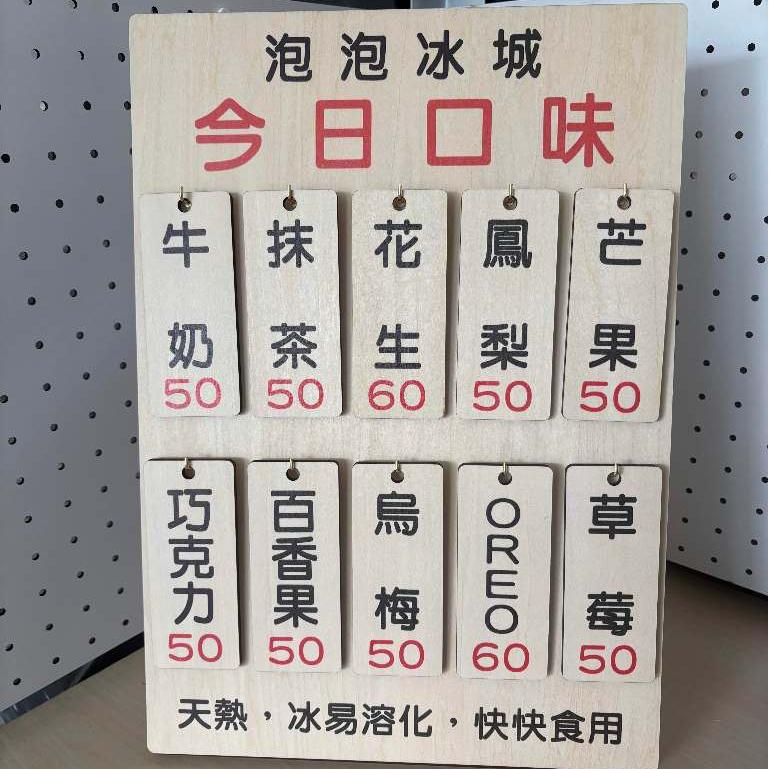 泡泡冰城
今日口味
牛奶
50
抹茶
50
花生
60
鳳梨
50
芒果
50
巧克力
50
百香果
50
烏梅
50
OREO
60
草莓
50
天熱，冰易溶化，快快食用